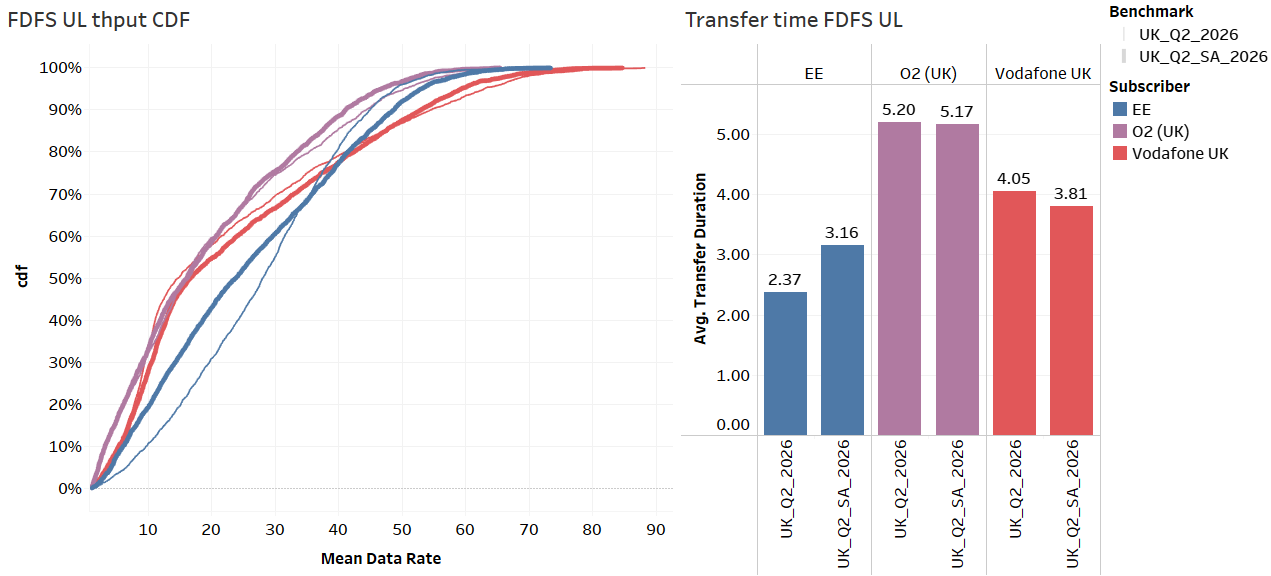 FDFS UL thput CDF
100%
90%
80%
70%
60%
50%
40%
30%
20%
10%
0%
cdf
10 20 30 40 50 60 70 80 90
Mean Data Rate
Transfer time FDFS UL
EE O2 (UK) Vodafone UK
5.00
4.00
3.00
2.00
1.00
0.00
Avg. Transfer Duration
2.37
3.16
5.20
5.17
4.05
3.81
UK_Q2_2026
UK_Q2_SA_2026
UK_Q2_2026
UK_Q2_SA_2026
UK_Q2_2026
UK_Q2_SA_2026
Benchmark
UK_Q2_2026
UK_Q2_SA_2026
Subscriber
EE
O2 (UK)
Vodafone UK